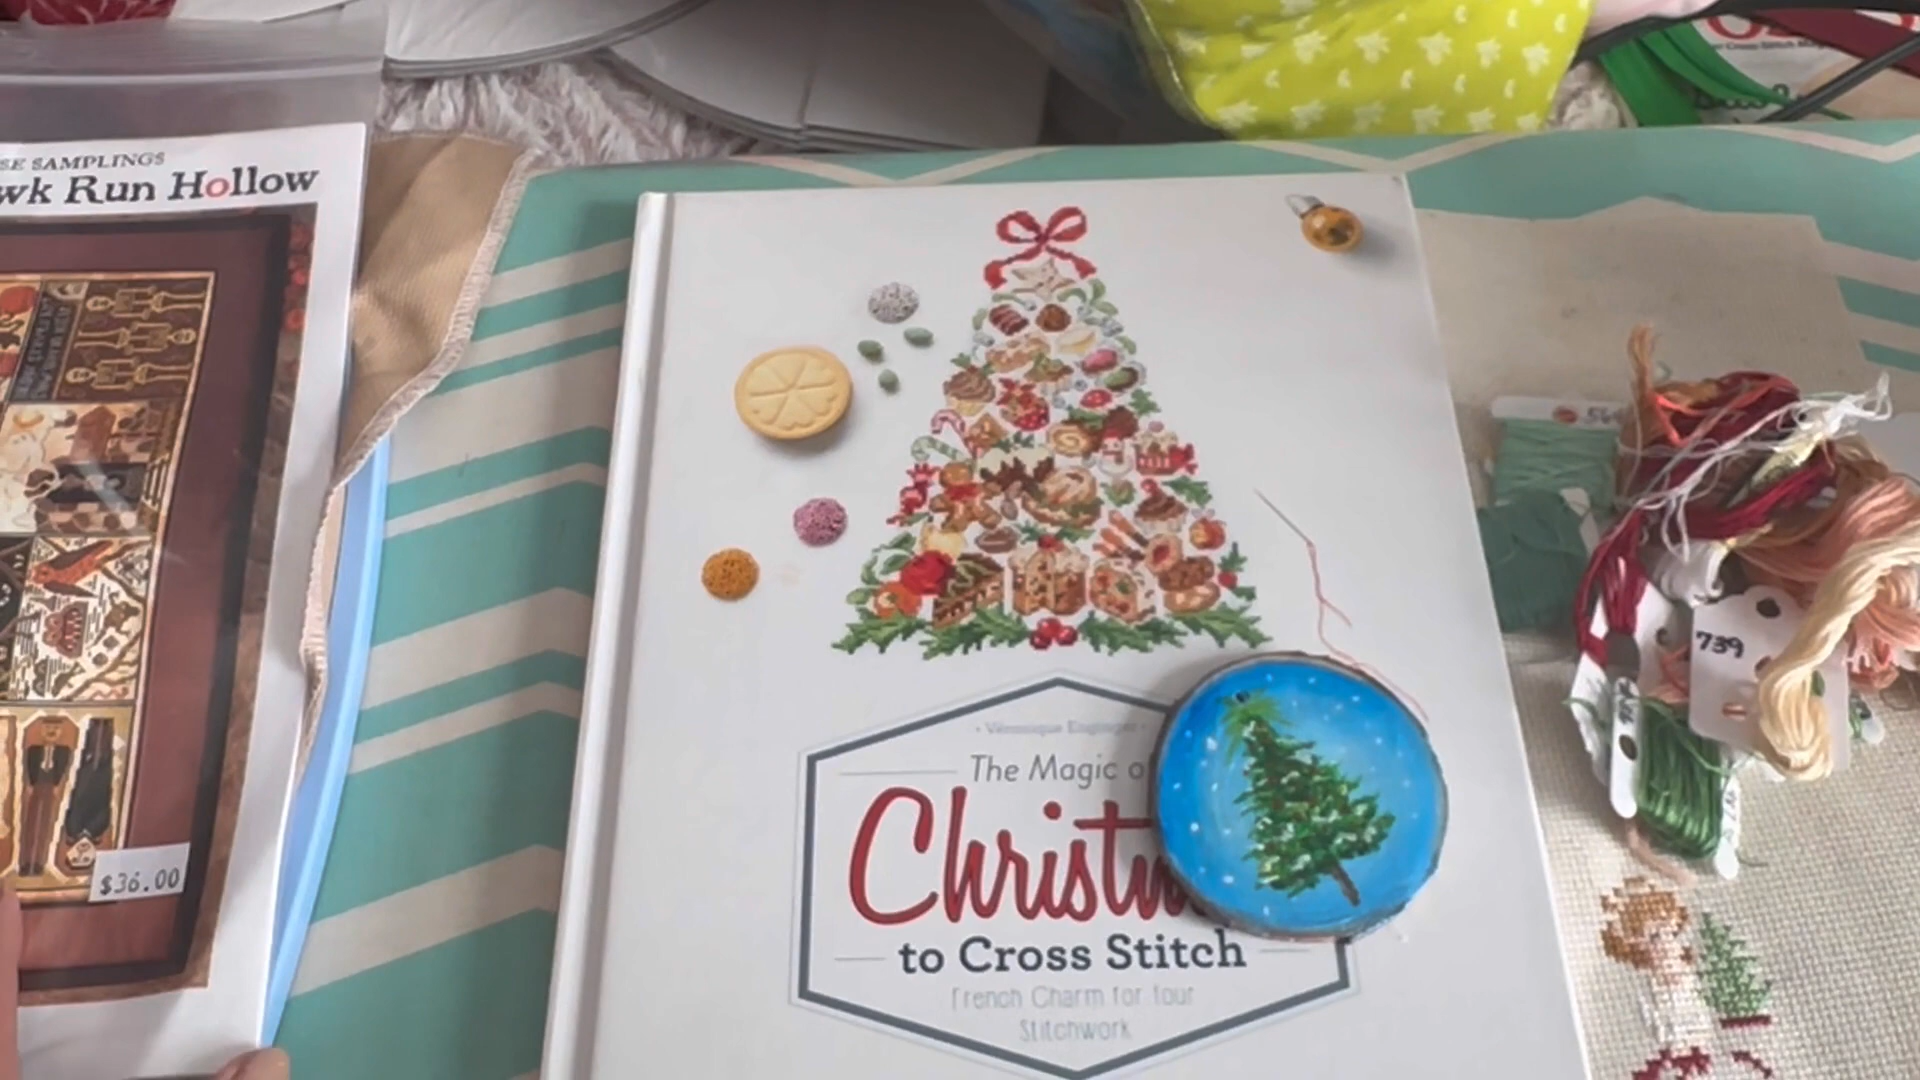 SE SAMPLINGS
wk Run Hollow
$36.00
Véronique Enginger
The Magic o
Christm
to Cross Stitch
French Charm for Your
Stitchwork
739